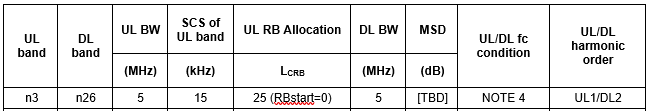 UL band
DL band
UL BW
SCS of UL band
UL RB Allocation
DL BW
MSD
UL/DL fc condition
UL/DL harmonic order
(MHz)
(kHz)
LCRB
(MHz)
(dB)
n3
n26
5
15
25 (RBstart=0)
5
[TBD]
NOTE 4
UL1/DL2